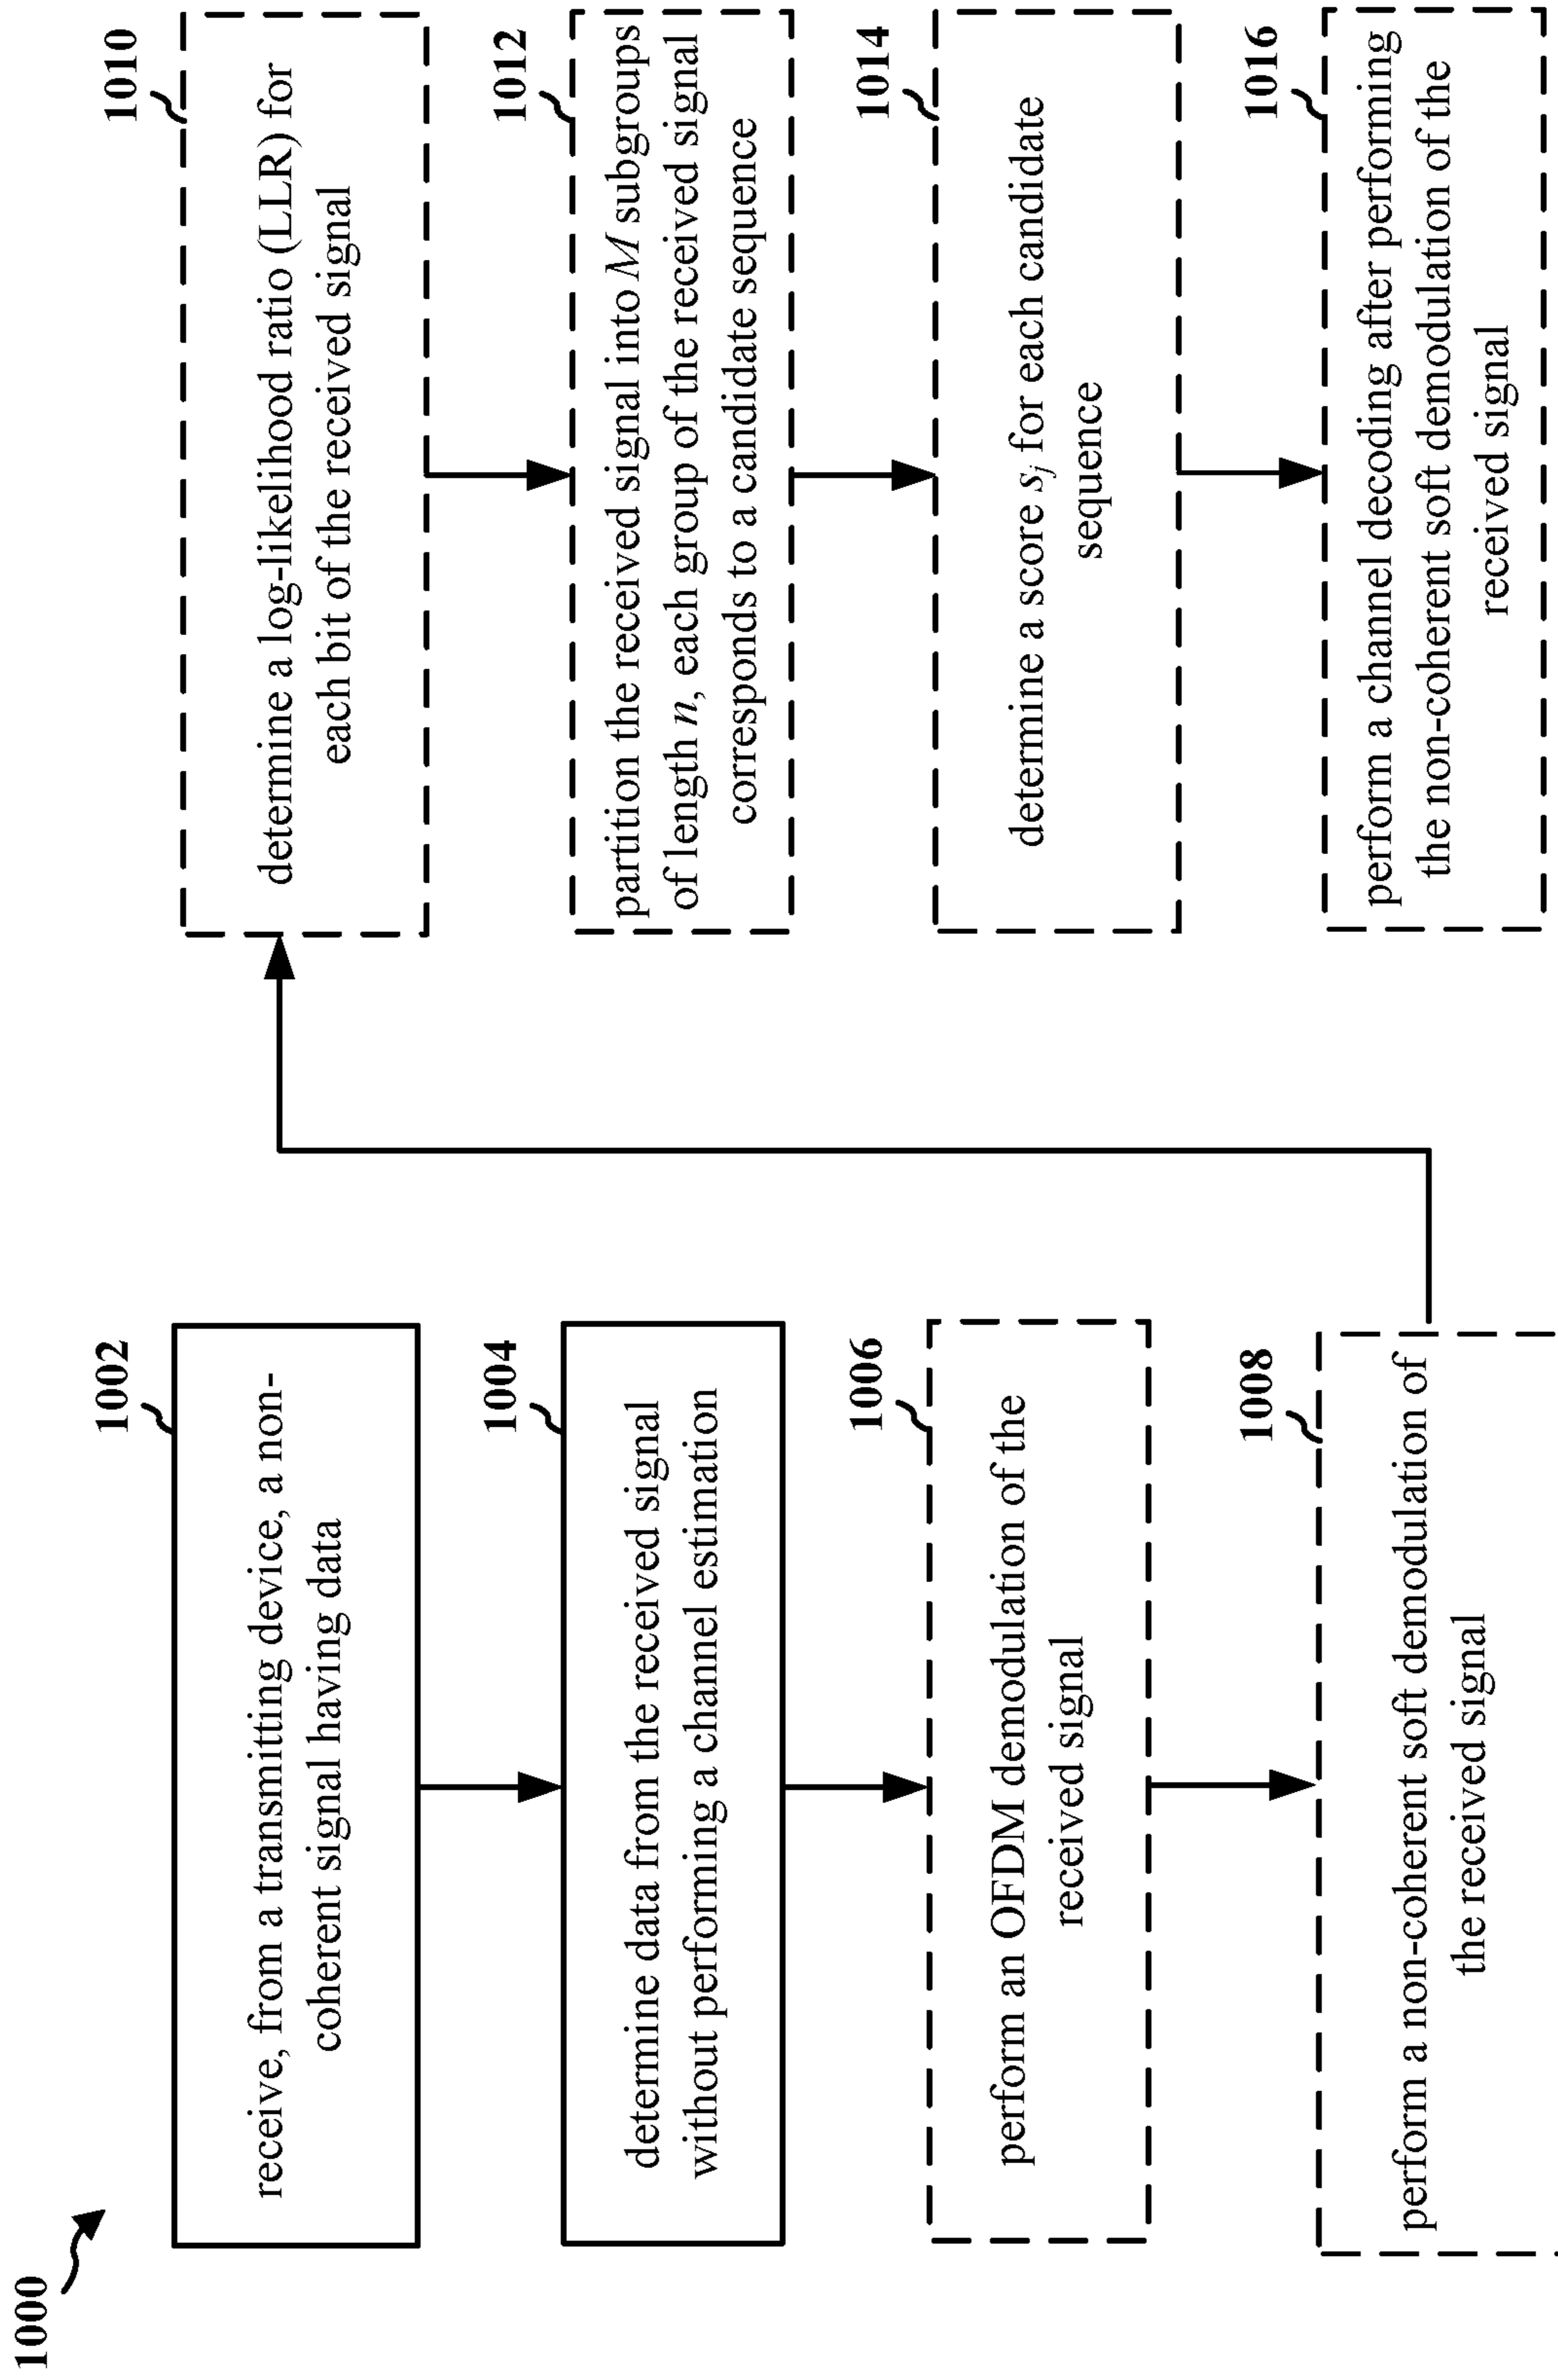 1000
1002
receive, from a transmitting device, a non-
coherent signal having data
1004
determine data from the received signal
without performing a channel estimation
1006
perform an OFDM demodulation of the
received signal
1008
perform a non-coherent soft demodulation of
the received signal
1010
determine a log-likelihood ratio (LLR) for
each bit of the received signal
1012
partition the received signal into M subgroups
of length n, each group of the received signal
corresponds to a candidate sequence
1014
determine a score sj for each candidate
sequence
1016
perform a channel decoding after performing
the non-coherent soft demodulation of the
received signal